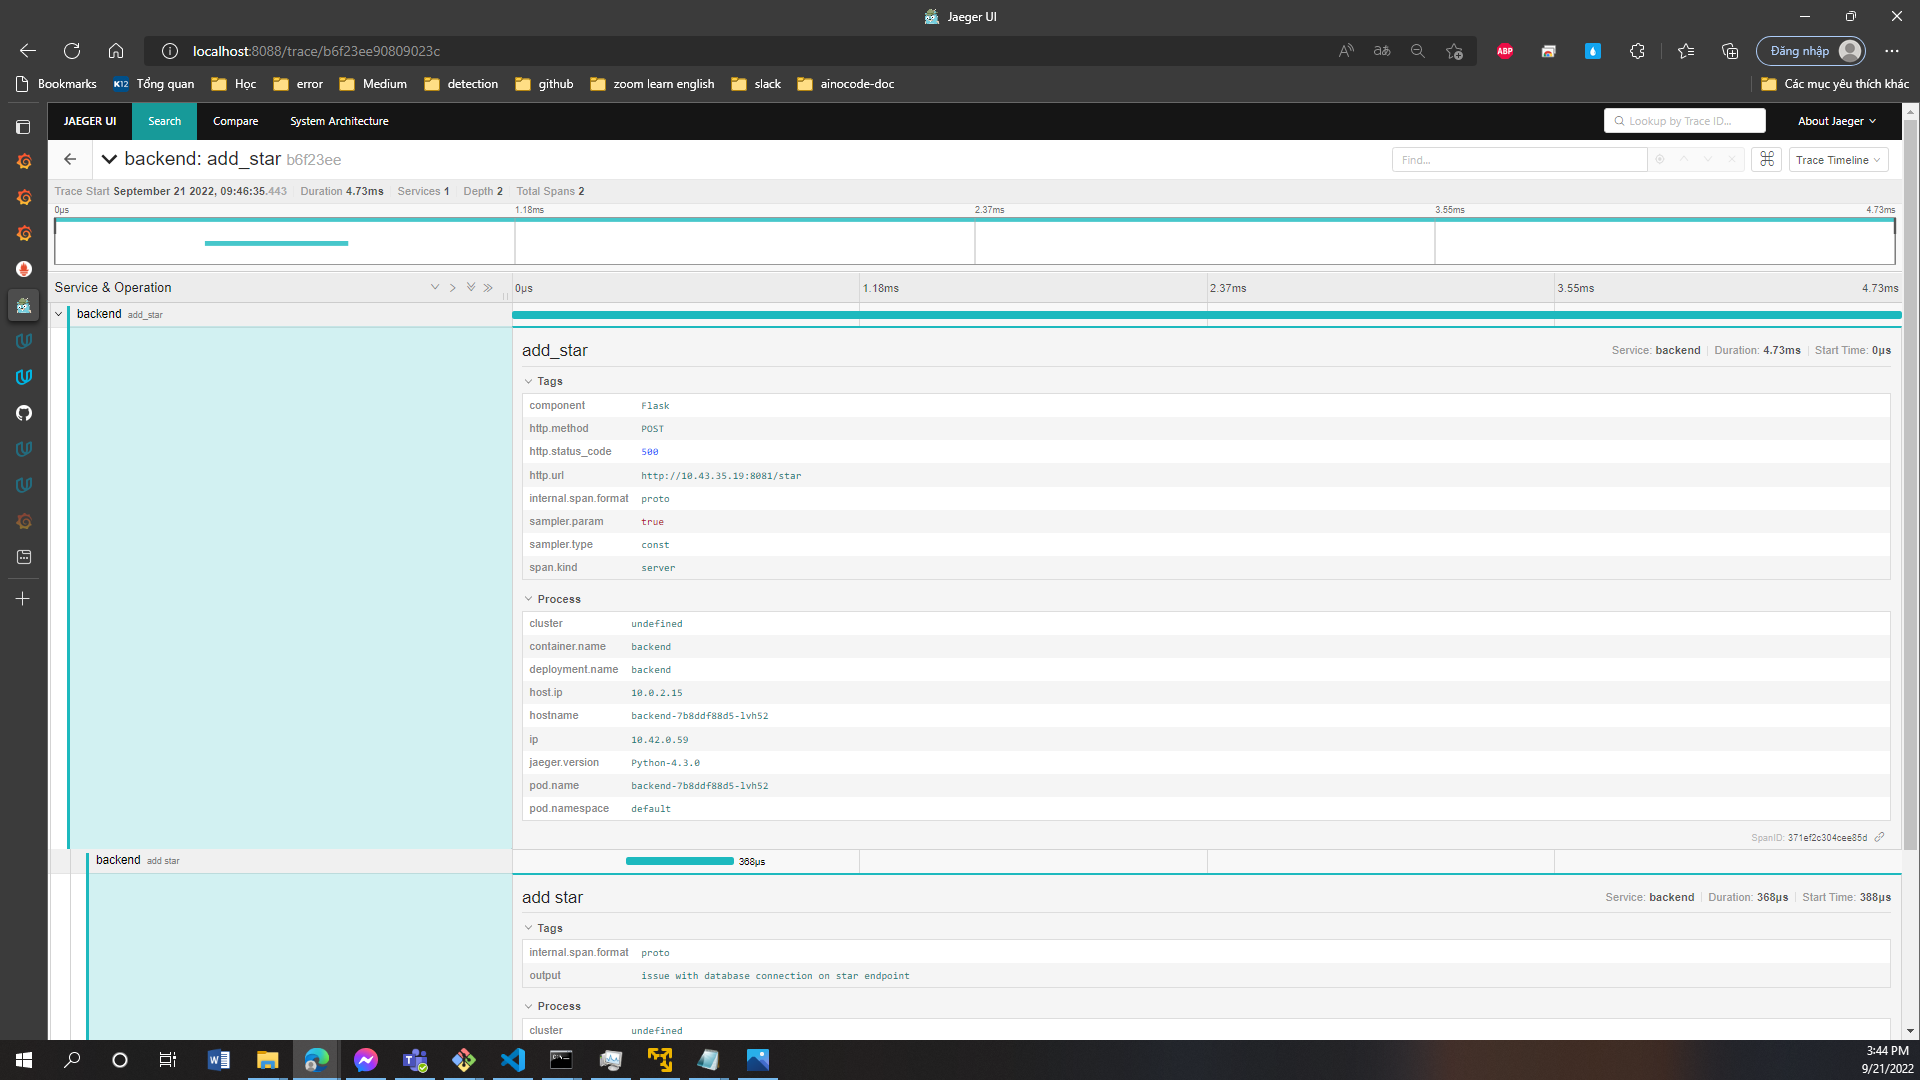 Jaeger UI
localhost:8088/trace/b6f23ee90809023c
ABP
Đăng nhập
Bookmarks K12 Tổng quan Học error Medium detection github zoom learn english slack ainocode-doc Các mục yêu thích khác
JAEGER UI Search Compare System Architecture Lookup by Trace ID... About Jaeger
backend: add_star b6f23ee Find... ⌘ Trace Timeline
Trace Start September 21 2022, 09:46:35.443 Duration 4.73ms Services 1 Depth 2 Total Spans 2
0μs 1.18ms 2.37ms 3.55ms 4.73ms
Service & Operation 0μs 1.18ms 2.37ms 3.55ms 4.73ms
backend add_star
add_star Service: backend Duration: 4.73ms Start Time: 0μs
Tags
component Flask
http.method POST
http.status_code 500
http.url http://10.43.35.19:8081/star
internal.span.format proto
sampler.param true
sampler.type const
span.kind server
Process
cluster undefined
container.name backend
deployment.name backend
host.ip 10.0.2.15
hostname backend-7b8ddf88d5-lvh52
ip 10.42.0.59
jaeger.version Python-4.3.0
pod.name backend-7b8ddf88d5-lvh52
pod.namespace default
SpanID: 371ef2c304cee85d
backend add star 368μs
add star Service: backend Duration: 368μs Start Time: 388μs
Tags
internal.span.format proto
output issue with database connection on star endpoint
Process
cluster undefined
3:44 PM
9/21/2022